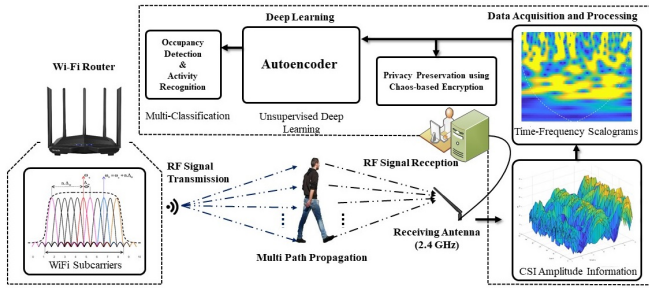 Deep Learning
Data Acquisition and Processing
Occupancy
Detection
&
Activity
Recognition
Autoencoder
Privacy Preservation using
Chaos-based Encryption
Wi-Fi Router
Multi-Classification
Unsupervised Deep
Learning
Time-Frequency Scalograms
RF Signal
Transmission
RF Signal Reception
WiFi Subcarriers
Multi Path Propagation
Receiving Antenna
(2.4 GHz)
CSI Amplitude Information